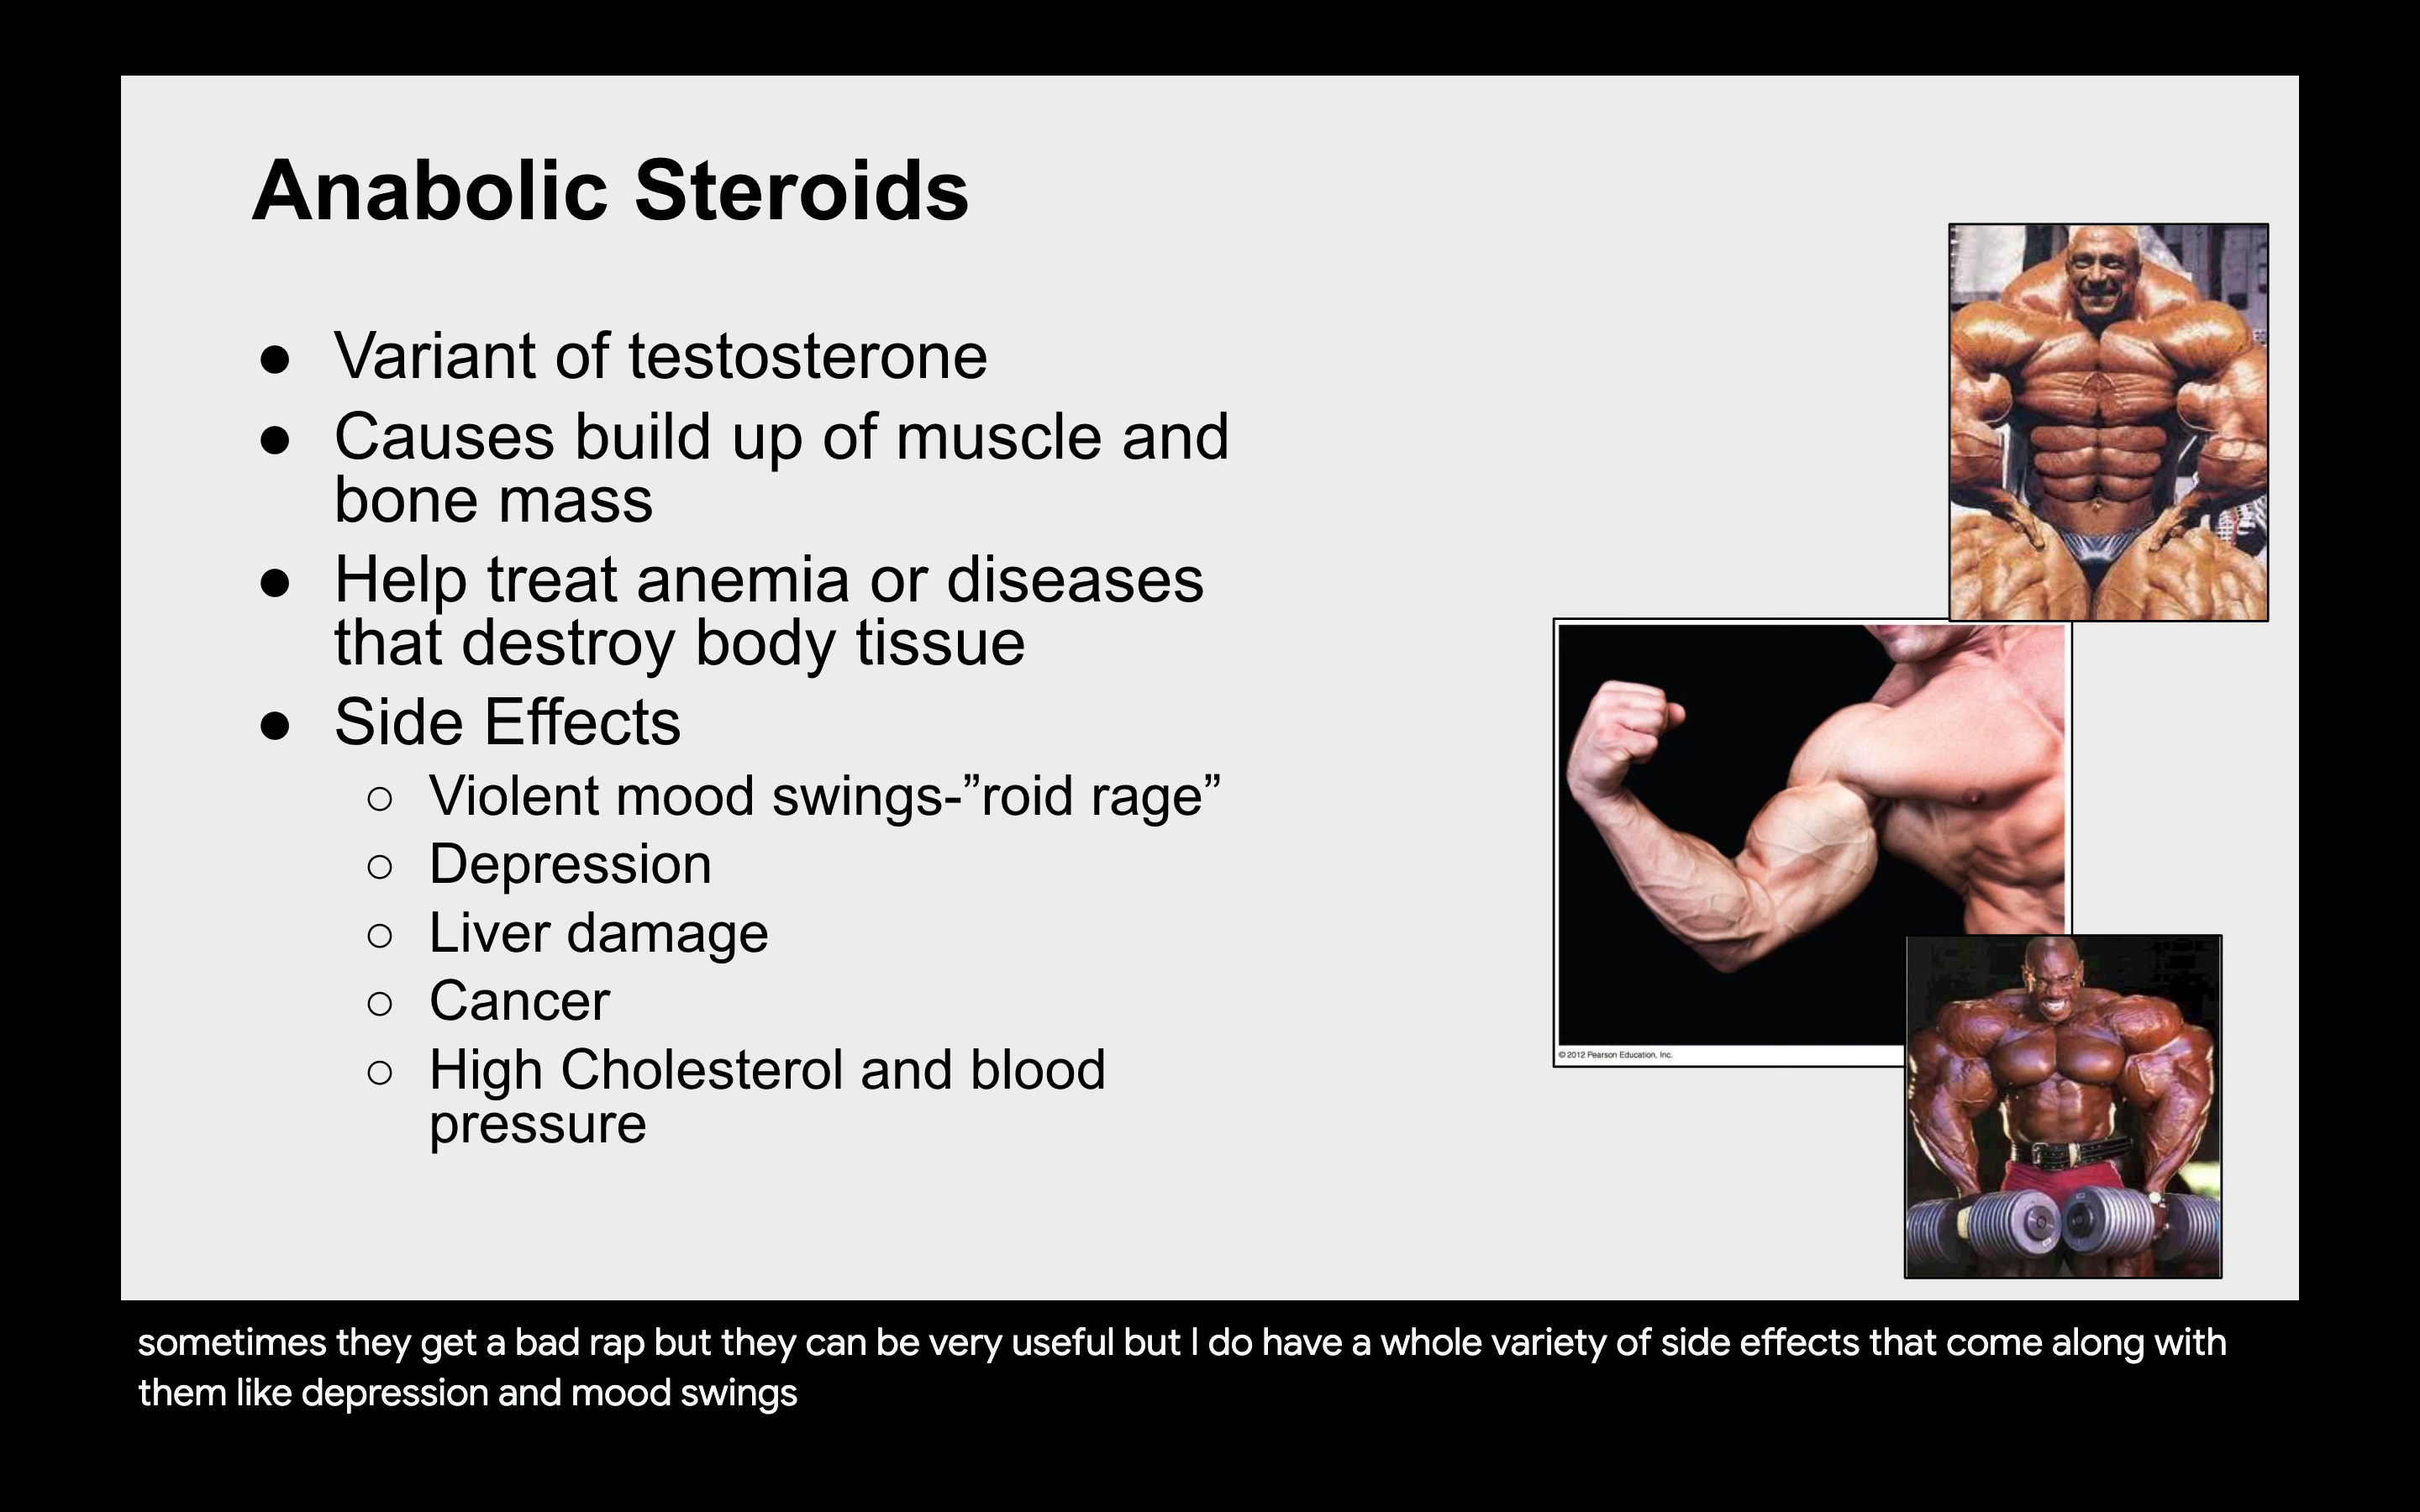 Anabolic Steroids
● Variant of testosterone
● Causes build up of muscle and
bone mass
● Help treat anemia or diseases
that destroy body tissue
● Side Effects
○ Violent mood swings-”roid rage”
○ Depression
○ Liver damage
○ Cancer
○ High Cholesterol and blood
pressure
© 2012 Pearson Education, Inc.
sometimes they get a bad rap but they can be very useful but I do have a whole variety of side effects that come along with
them like depression and mood swings